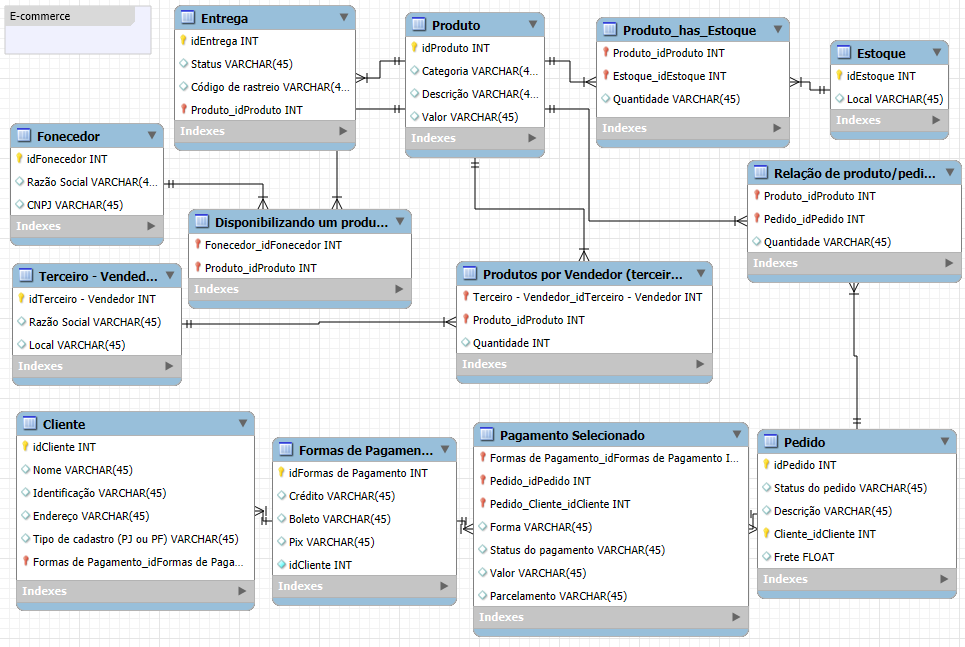 E-commerce
Entrega
idEntrega INT
Status VARCHAR(45)
Código de rastreio VARCHAR(4...
Produto_idProduto INT
Indexes
Produto
idProduto INT
Categoria VARCHAR(4...
Descrição VARCHAR(4...
Valor VARCHAR(45)
Indexes
Produto_has_Estoque
Produto_idProduto INT
Estoque_idEstoque INT
Quantidade VARCHAR(45)
Indexes
Estoque
idEstoque INT
Local VARCHAR(45)
Indexes
Fonecedor
idFonecedor INT
Razão Social VARCHAR(4...
CNPJ VARCHAR(45)
Indexes
Disponibilizando um produ...
Fonecedor_idFonecedor INT
Produto_idProduto INT
Indexes
Relação de produto/pedi...
Produto_idProduto INT
Pedido_idPedido INT
Quantidade VARCHAR(45)
Indexes
Terceiro - Vended...
idTerceiro - Vendedor INT
Razão Social VARCHAR(45)
Local VARCHAR(45)
Indexes
Produtos por Vendedor (terceir...
Terceiro - Vendedor_idTerceiro - Vendedor INT
Produto_idProduto INT
Quantidade INT
Indexes
Cliente
idCliente INT
Nome VARCHAR(45)
Identificação VARCHAR(45)
Endereço VARCHAR(45)
Tipo de cadastro (PJ ou PF) VARCHAR(45)
Formas de Pagamento_idFormas de Paga...
Indexes
Formas de Pagamen...
idFormas de Pagamento INT
Crédito VARCHAR(45)
Boleto VARCHAR(45)
Pix VARCHAR(45)
idCliente INT
Indexes
Pagamento Selecionado
Formas de Pagamento_idFormas de Pagamento I...
Pedido_idPedido INT
Pedido_Cliente_idCliente INT
Forma VARCHAR(45)
Status do pagamento VARCHAR(45)
Valor VARCHAR(45)
Parcelamento VARCHAR(45)
Indexes
Pedido
idPedido INT
Status do pedido VARCHAR(45)
Descrição VARCHAR(45)
Cliente_idCliente INT
Frete FLOAT
Indexes